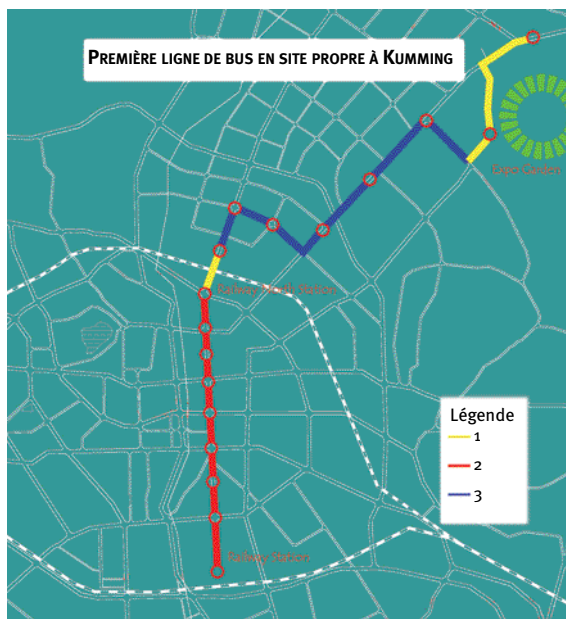 PREMIÈRE LIGNE DE BUS EN SITE PROPRE À KUMMING
Expo Garden
Railway North Station
Légende
1
2
3
Railway Station